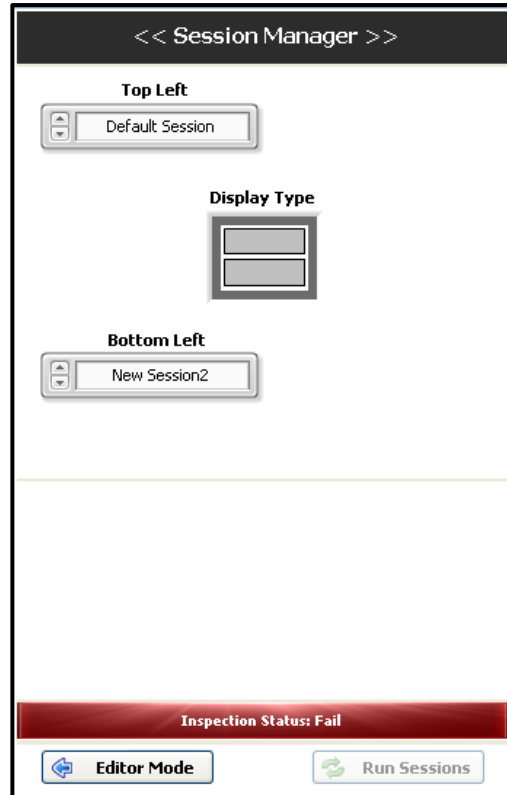 << Session Manager >>
Top Left
Default Session
Display Type
Bottom Left
New Session2
Inspection Status: Fail
Editor Mode
Run Sessions